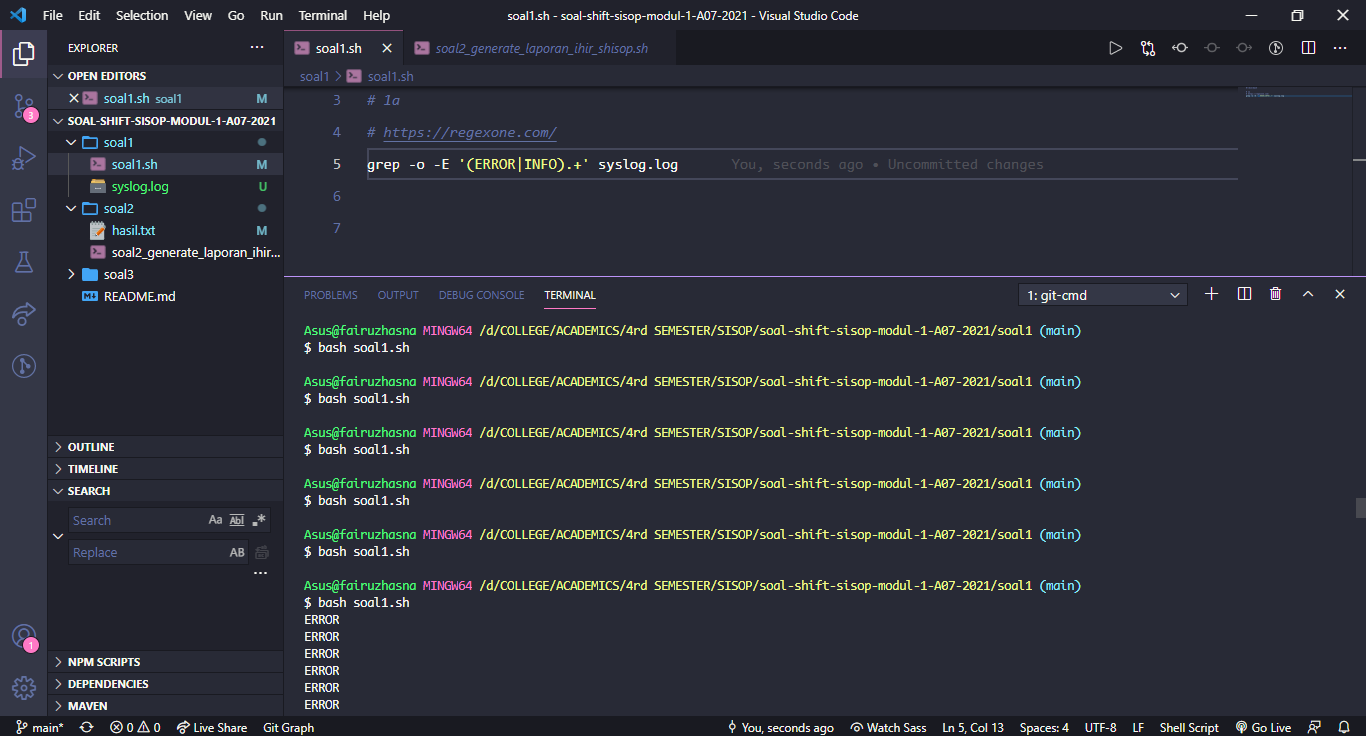 File Edit Selection View Go Run Terminal Help soal1.sh - soal-shift-sisop-modul-1-A07-2021 - Visual Studio Code
EXPLORER
OPEN EDITORS
soal1.sh soal1 M
SOAL-SHIFT-SISOP-MODUL-1-A07-2021
soal1
soal1.sh M
syslog.log U
soal2
hasil.txt M
soal2_generate_laporan_ihir...
soal3
README.md
OUTLINE
TIMELINE
SEARCH
Search Aa Abl .*
Replace AB
...
NPM SCRIPTS
DEPENDENCIES
MAVEN
3
1
soal1.sh soal2_generate_laporan_ihir_shisop.sh
soal1 > soal1.sh
3 # 1a
4 # https://regexone.com/
5 grep -o -E '(ERROR|INFO).+' syslog.log You, seconds ago • Uncommitted changes
6
7
PROBLEMS OUTPUT DEBUG CONSOLE TERMINAL 1: git-cmd
Asus@fairuzhasna MINGW64 /d/COLLEGE/ACADEMICS/4rd SEMESTER/SISOP/soal-shift-sisop-modul-1-A07-2021/soal1 (main)
$ bash soal1.sh
Asus@fairuzhasna MINGW64 /d/COLLEGE/ACADEMICS/4rd SEMESTER/SISOP/soal-shift-sisop-modul-1-A07-2021/soal1 (main)
$ bash soal1.sh
Asus@fairuzhasna MINGW64 /d/COLLEGE/ACADEMICS/4rd SEMESTER/SISOP/soal-shift-sisop-modul-1-A07-2021/soal1 (main)
$ bash soal1.sh
Asus@fairuzhasna MINGW64 /d/COLLEGE/ACADEMICS/4rd SEMESTER/SISOP/soal-shift-sisop-modul-1-A07-2021/soal1 (main)
$ bash soal1.sh
Asus@fairuzhasna MINGW64 /d/COLLEGE/ACADEMICS/4rd SEMESTER/SISOP/soal-shift-sisop-modul-1-A07-2021/soal1 (main)
$ bash soal1.sh
Asus@fairuzhasna MINGW64 /d/COLLEGE/ACADEMICS/4rd SEMESTER/SISOP/soal-shift-sisop-modul-1-A07-2021/soal1 (main)
$ bash soal1.sh
ERROR
ERROR
ERROR
ERROR
ERROR
ERROR
main* 0 0 Live Share Git Graph You, seconds ago Watch Sass Ln 5, Col 13 Spaces: 4 UTF-8 LF Shell Script Go Live